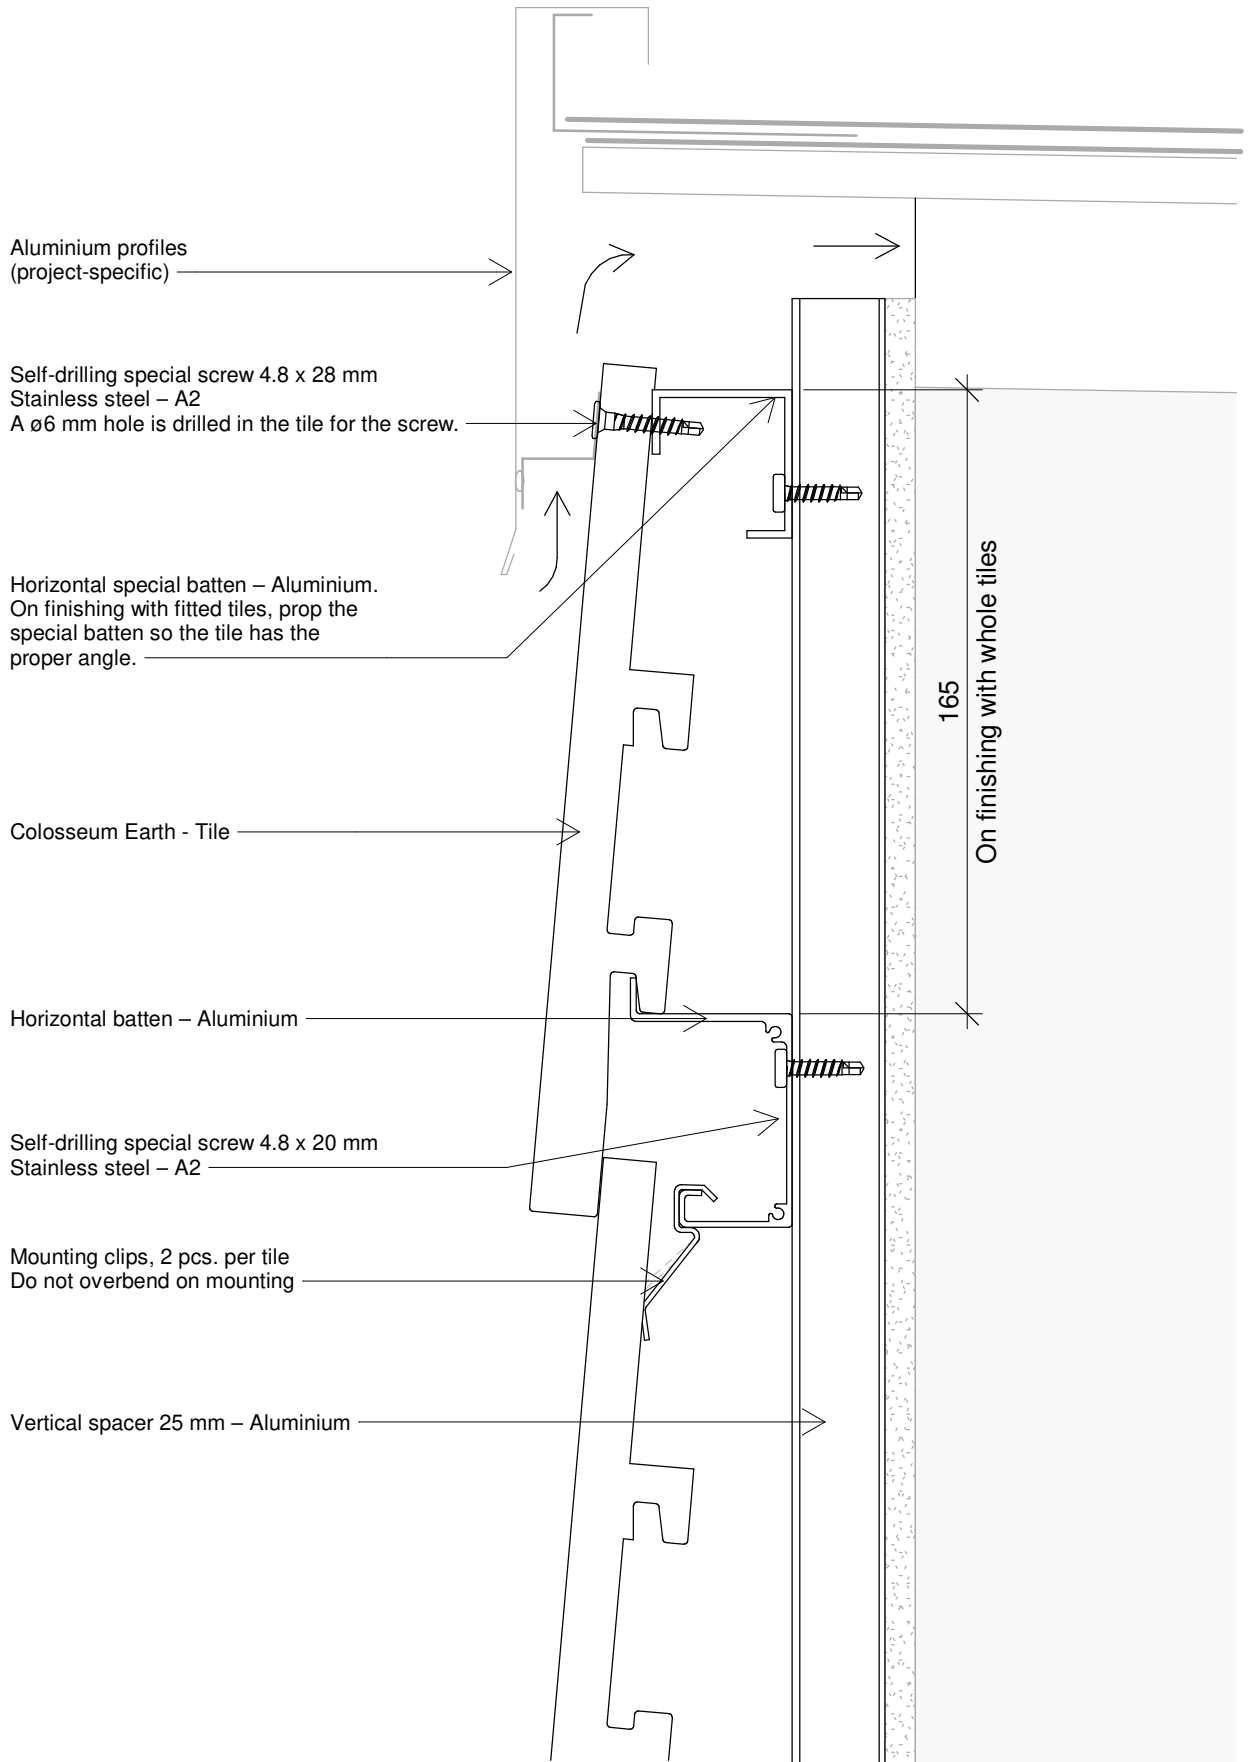 Aluminium profiles
(project-specific)
Self-drilling special screw 4.8 x 28 mm
Stainless steel – A2
A ø6 mm hole is drilled in the tile for the screw.
Horizontal special batten – Aluminium.
On finishing with fitted tiles, prop the
special batten so the tile has the
proper angle.
165
On finishing with whole tiles
Colosseum Earth - Tile
Horizontal batten – Aluminium
Self-drilling special screw 4.8 x 20 mm
Stainless steel – A2
Mounting clips, 2 pcs. per tile
Do not overbend on mounting
Vertical spacer 25 mm – Aluminium